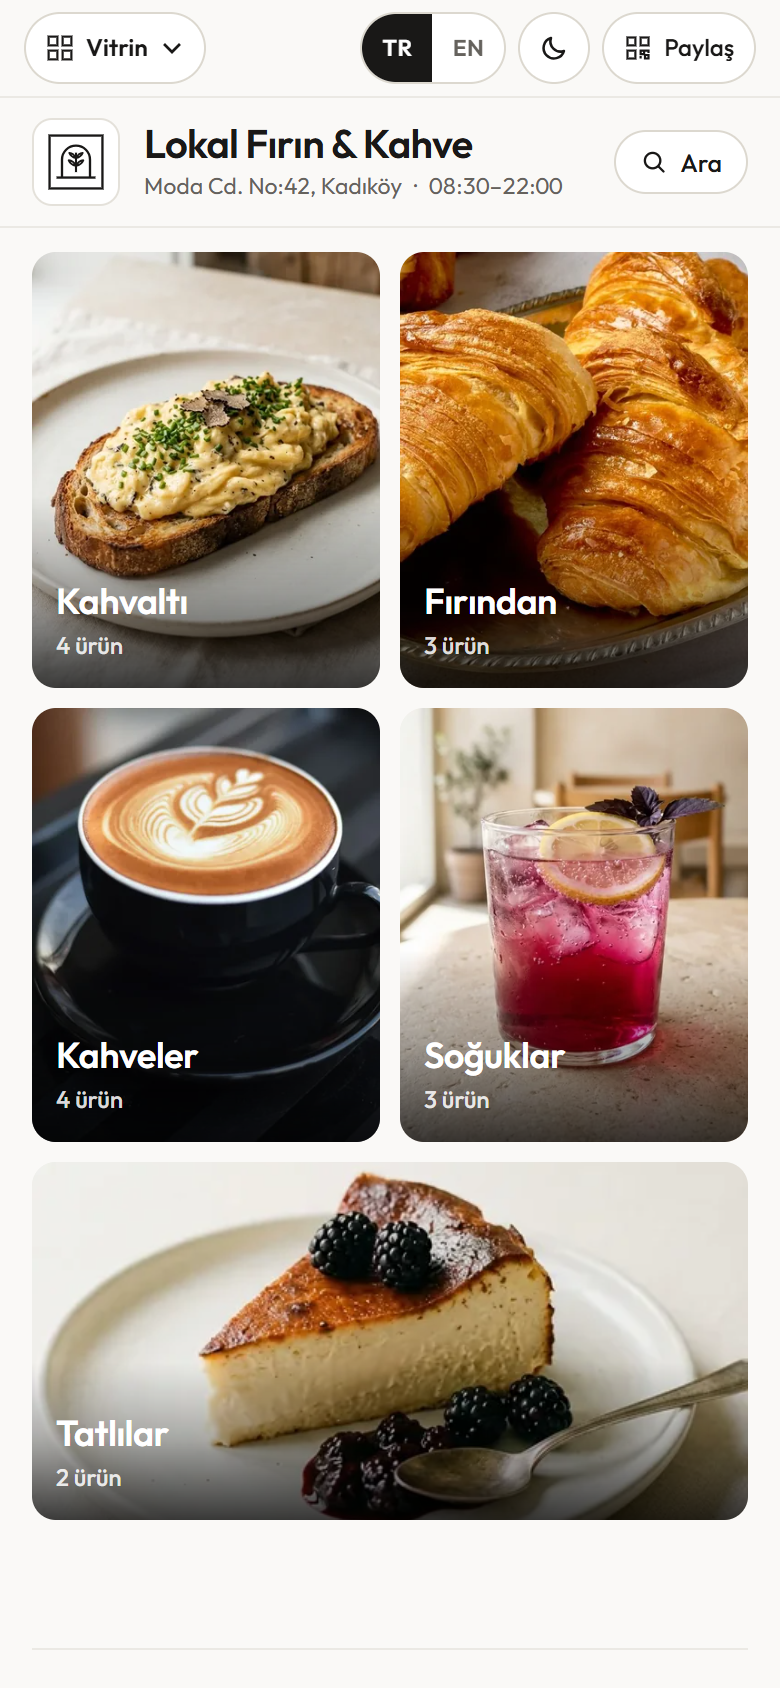 Vitrin
TR EN
Paylaş
Lokal Fırın & Kahve
Moda Cd. No:42, Kadıköy · 08:30–22:00
Ara
Kahvaltı
4 ürün
Fırından
3 ürün
Kahveler
4 ürün
Soğuklar
3 ürün
Tatlılar
2 ürün